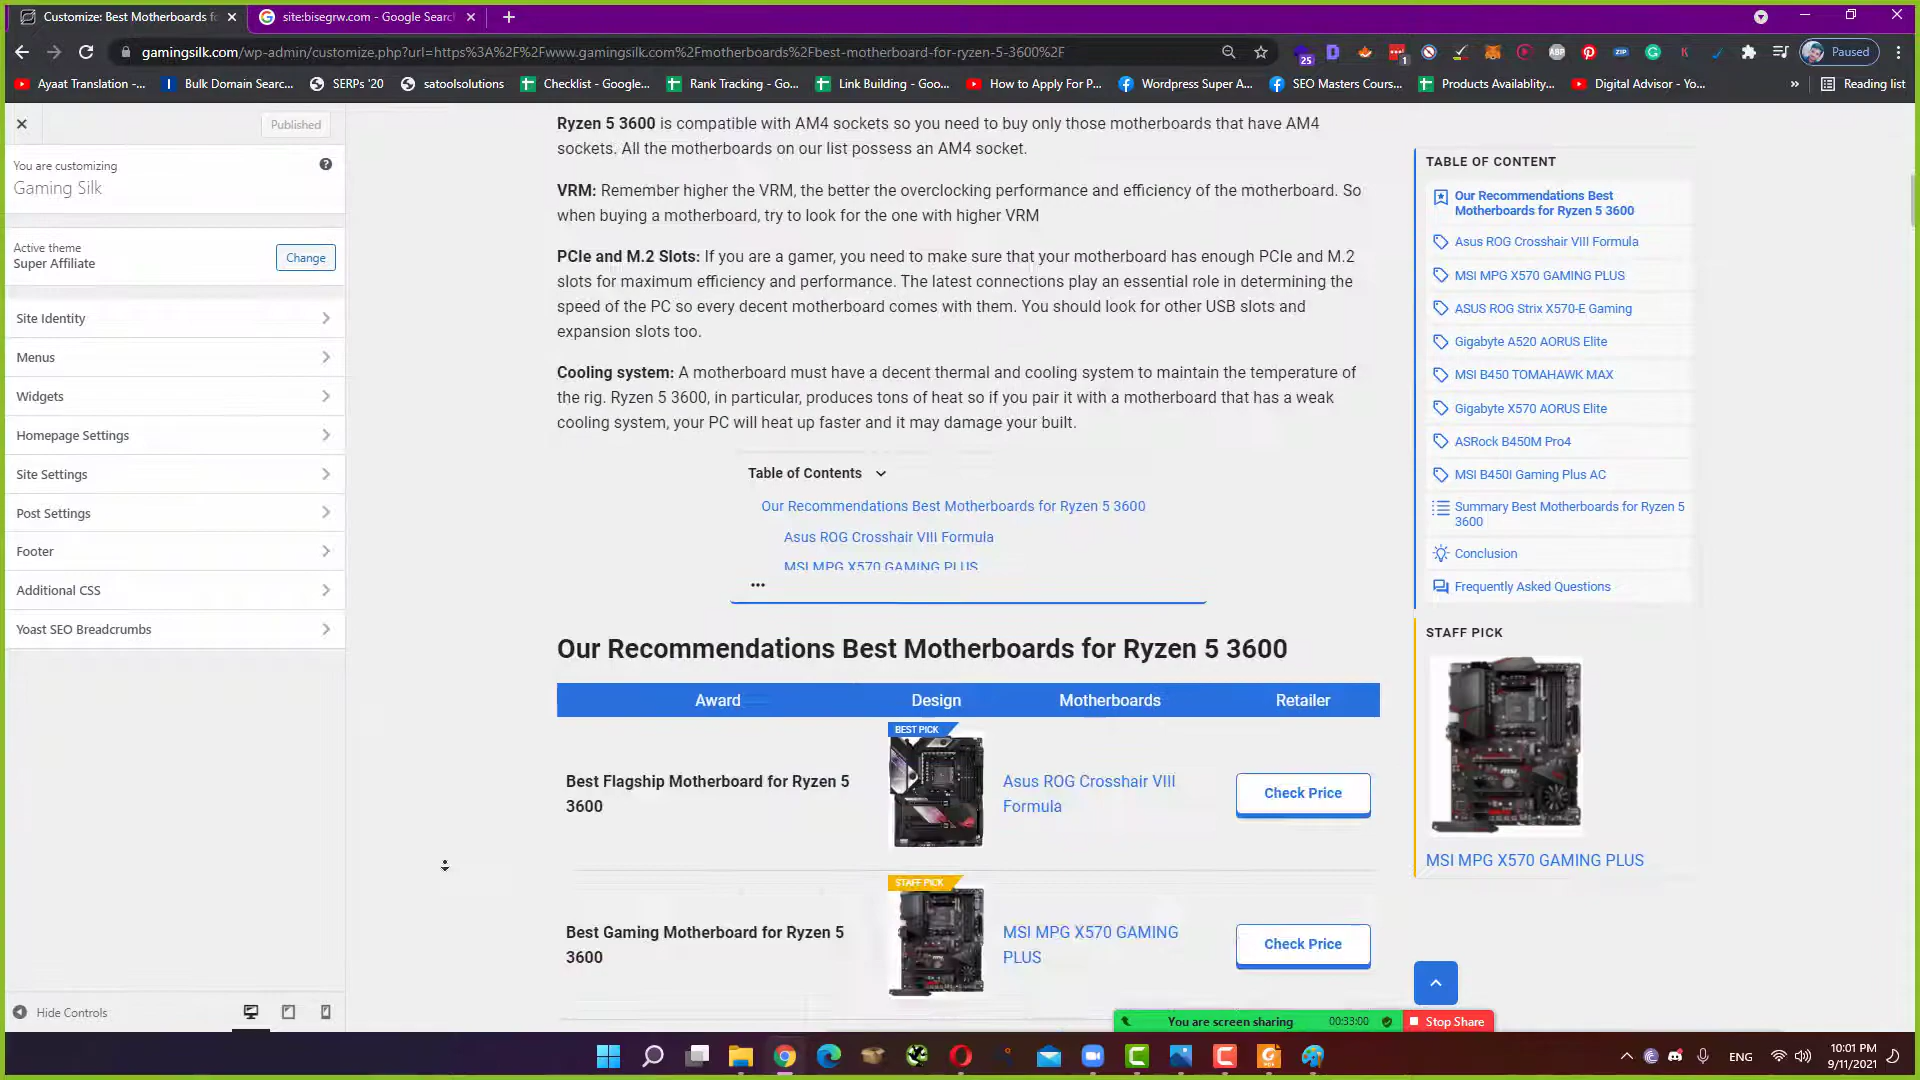 Customize: Best Motherboards fo
site:bisegrw.com - Google Search
gamingsilk.com/wp-admin/customize.php?url=https%3A%2F%2Fwww.gamingsilk.com%2Fmotherboards%2Fbest-motherboard-for-ryzen-5-3600%2F
25
1
ABP
ZIP
Paused
Ayaat Translation -...
Bulk Domain Searc...
SERPs '20
satoolsolutions
Checklist - Google...
Rank Tracking - Go...
Link Building - Goo...
How to Apply For P...
Wordpress Super A...
SEO Masters Cours...
Products Availablity...
Digital Advisor - Yo...
Reading list
Published
You are customizing
Gaming Silk
Active theme
Super Affiliate
Change
Site Identity
Menus
Widgets
Homepage Settings
Site Settings
Post Settings
Footer
Additional CSS
Yoast SEO Breadcrumbs
Hide Controls
Ryzen 5 3600 is compatible with AM4 sockets so you need to buy only those motherboards that have AM4
sockets. All the motherboards on our list possess an AM4 socket.
VRM: Remember higher the VRM, the better the overclocking performance and efficiency of the motherboard. So
when buying a motherboard, try to look for the one with higher VRM
PCIe and M.2 Slots: If you are a gamer, you need to make sure that your motherboard has enough PCIe and M.2
slots for maximum efficiency and performance. The latest connections play an essential role in determining the
speed of the PC so every decent motherboard comes with them. You should look for other USB slots and
expansion slots too.
Cooling system: A motherboard must have a decent thermal and cooling system to maintain the temperature of
the rig. Ryzen 5 3600, in particular, produces tons of heat so if you pair it with a motherboard that has a weak
cooling system, your PC will heat up faster and it may damage your built.
Table of Contents
Our Recommendations Best Motherboards for Ryzen 5 3600
Asus ROG Crosshair VIII Formula
MSI MPG X570 GAMING PLUS
...
Our Recommendations Best Motherboards for Ryzen 5 3600
Award Design Motherboards Retailer
BEST PICK
Best Flagship Motherboard for Ryzen 5
3600
Asus ROG Crosshair VIII
Formula
Check Price
STAFF PICK
Best Gaming Motherboard for Ryzen 5
3600
MSI MPG X570 GAMING
PLUS
Check Price
TABLE OF CONTENT
Our Recommendations Best
Motherboards for Ryzen 5 3600
Asus ROG Crosshair VIII Formula
MSI MPG X570 GAMING PLUS
ASUS ROG Strix X570-E Gaming
Gigabyte A520 AORUS Elite
MSI B450 TOMAHAWK MAX
Gigabyte X570 AORUS Elite
ASRock B450M Pro4
MSI B450I Gaming Plus AC
Summary Best Motherboards for Ryzen 5
3600
Conclusion
Frequently Asked Questions
STAFF PICK
MSI MPG X570 GAMING PLUS
You are screen sharing
00:33:00
Stop Share
ENG
10:01 PM
9/11/2021